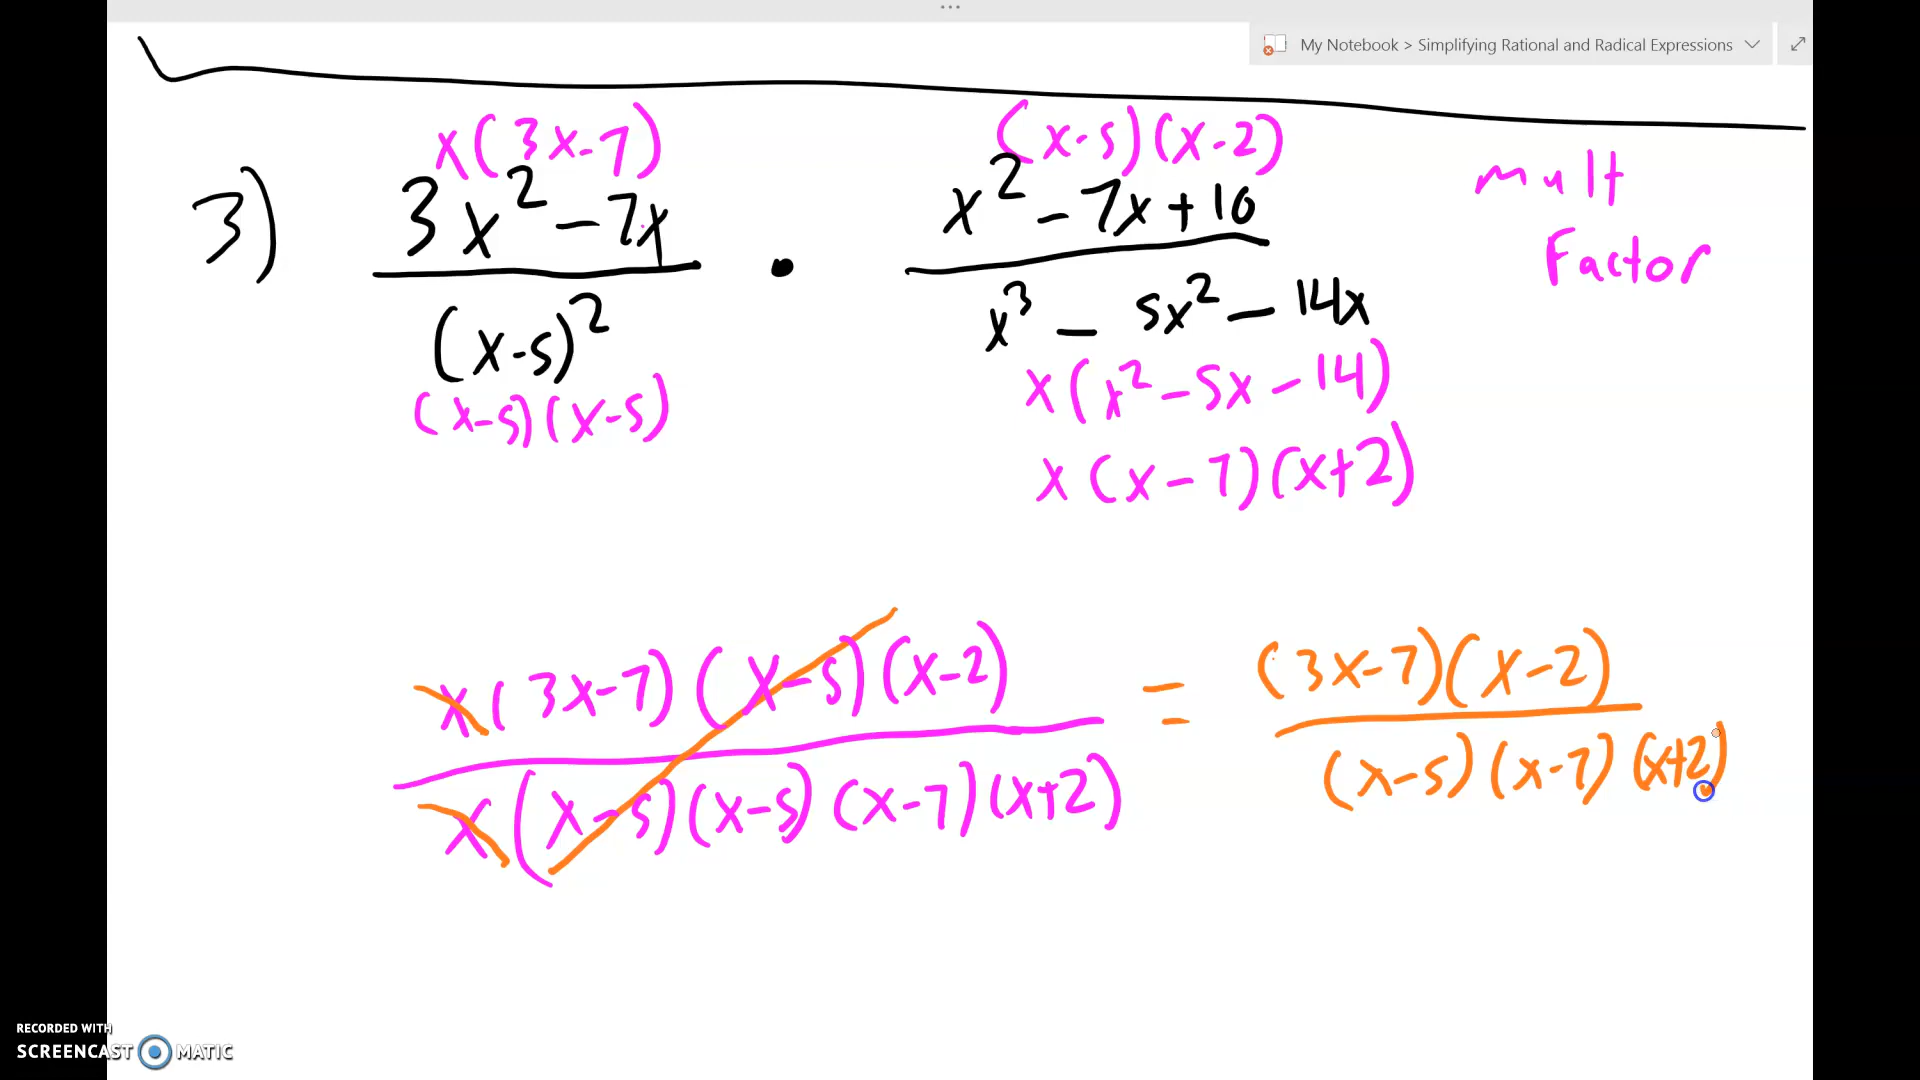 My Notebook > Simplifying Rational and Radical Expressions
x(3x-7) (x-5)(x-2)
3) 3x² - 7x / (x-5)² · x² - 7x + 10 / x³ - 5x² - 14x
mult
Factor
(x-5)(x-5) x(x² - 5x - 14)
x(x-7)(x+2)
x(3x-7)(x-5)(x-2) / x(x-5)(x-5)(x-7)(x+2) = (3x-7)(x-2) / (x-5)(x-7)(x+2)
RECORDED WITH
SCREENCAST MATIC